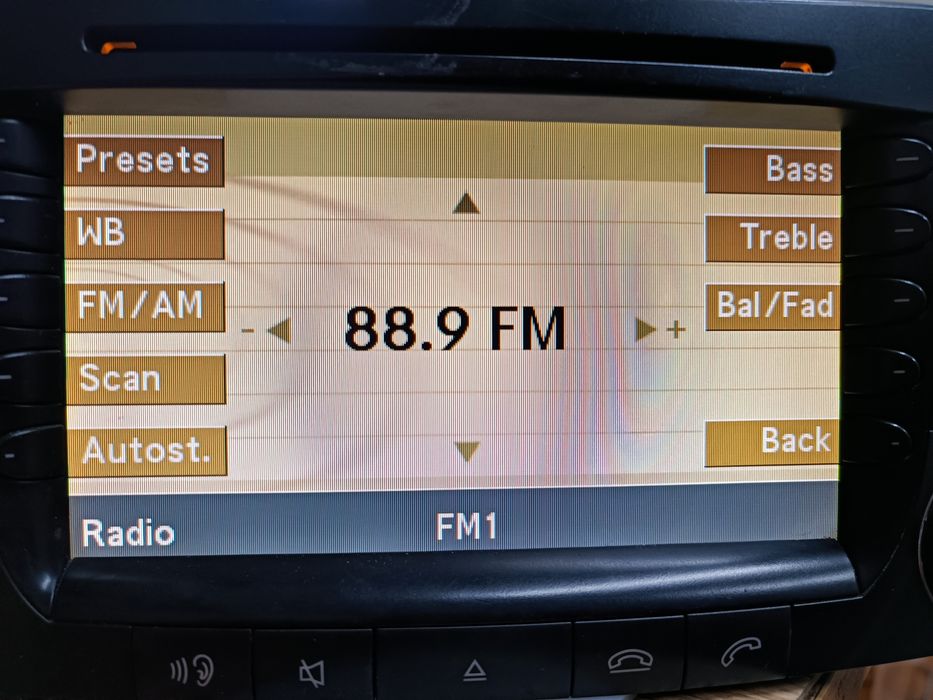 Presets
WB
FM/AM
Scan
Autost.
- 88.9 FM +
Bass
Treble
Bal/Fad
Back
Radio
FM1